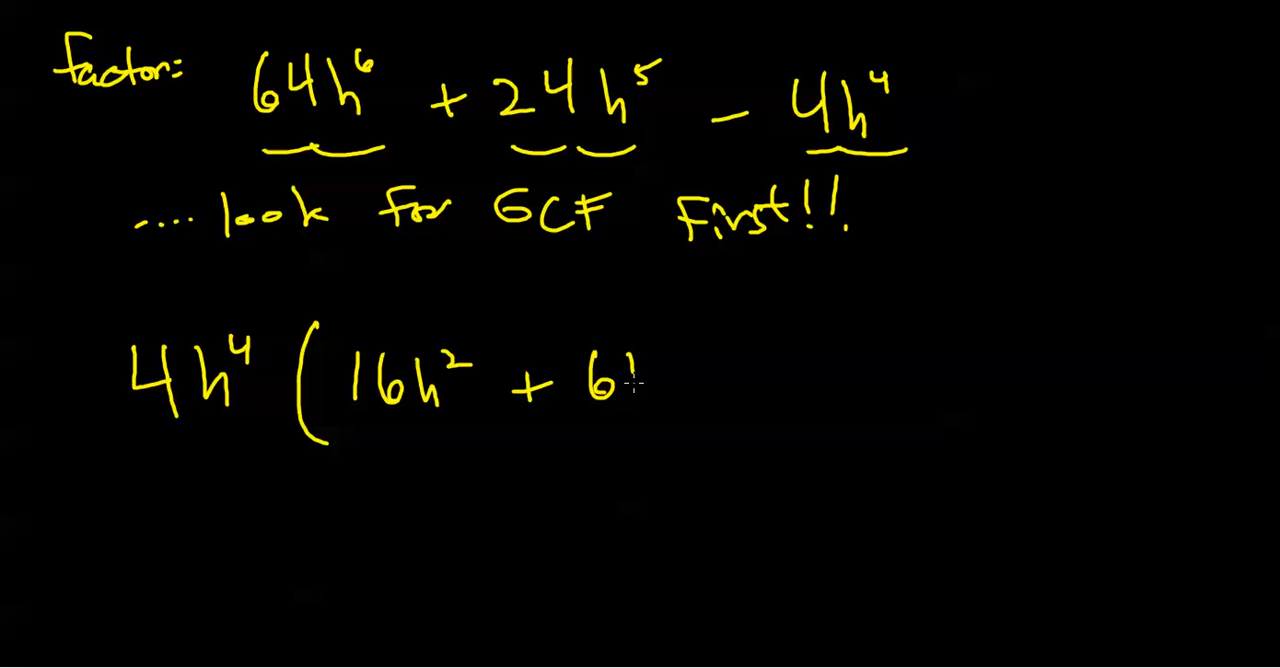 Factor: 64h⁶ + 24h⁵ - 4h⁴
.... look for GCF First!!
4h⁴ (16h² + 6